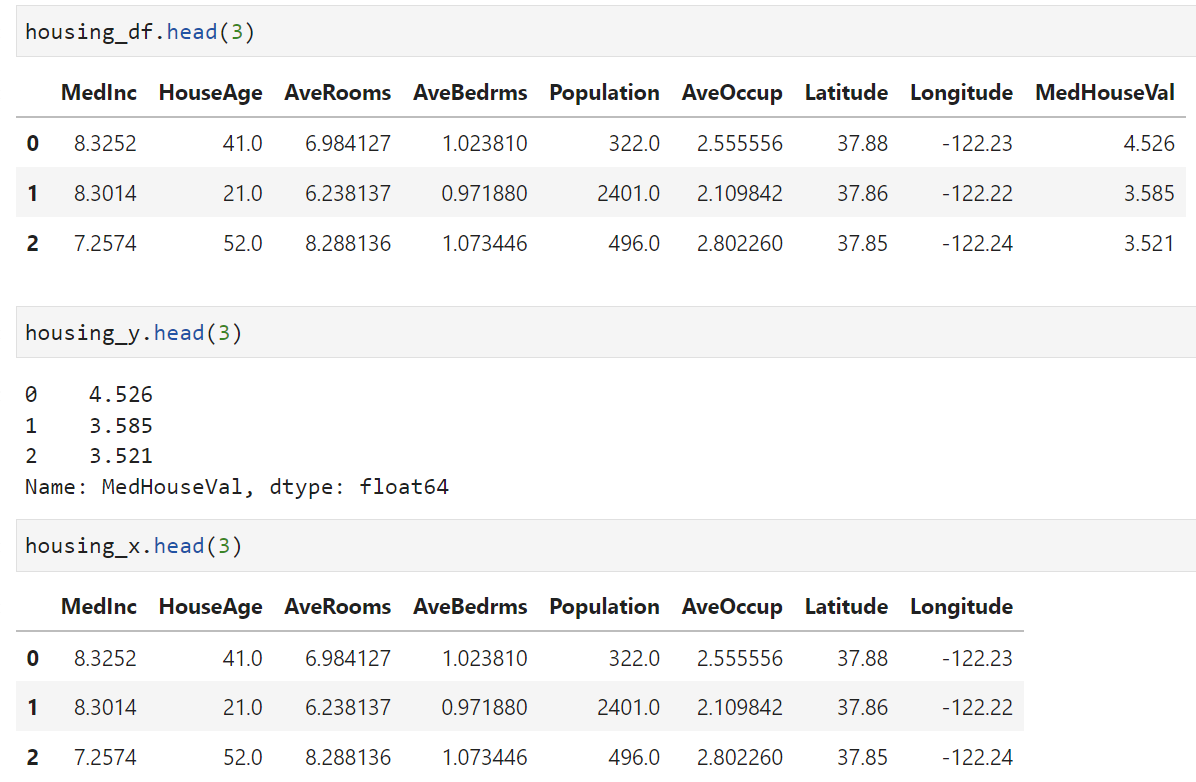 housing_df.head(3)
MedInc HouseAge AveRooms AveBedrms Population AveOccup Latitude Longitude MedHouseVal
0 8.3252 41.0 6.984127 1.023810 322.0 2.555556 37.88 -122.23 4.526
1 8.3014 21.0 6.238137 0.971880 2401.0 2.109842 37.86 -122.22 3.585
2 7.2574 52.0 8.288136 1.073446 496.0 2.802260 37.85 -122.24 3.521
housing_y.head(3)
0 4.526
1 3.585
2 3.521
Name: MedHouseVal, dtype: float64
housing_x.head(3)
MedInc HouseAge AveRooms AveBedrms Population AveOccup Latitude Longitude
0 8.3252 41.0 6.984127 1.023810 322.0 2.555556 37.88 -122.23
1 8.3014 21.0 6.238137 0.971880 2401.0 2.109842 37.86 -122.22
2 7.2574 52.0 8.288136 1.073446 496.0 2.802260 37.85 -122.24